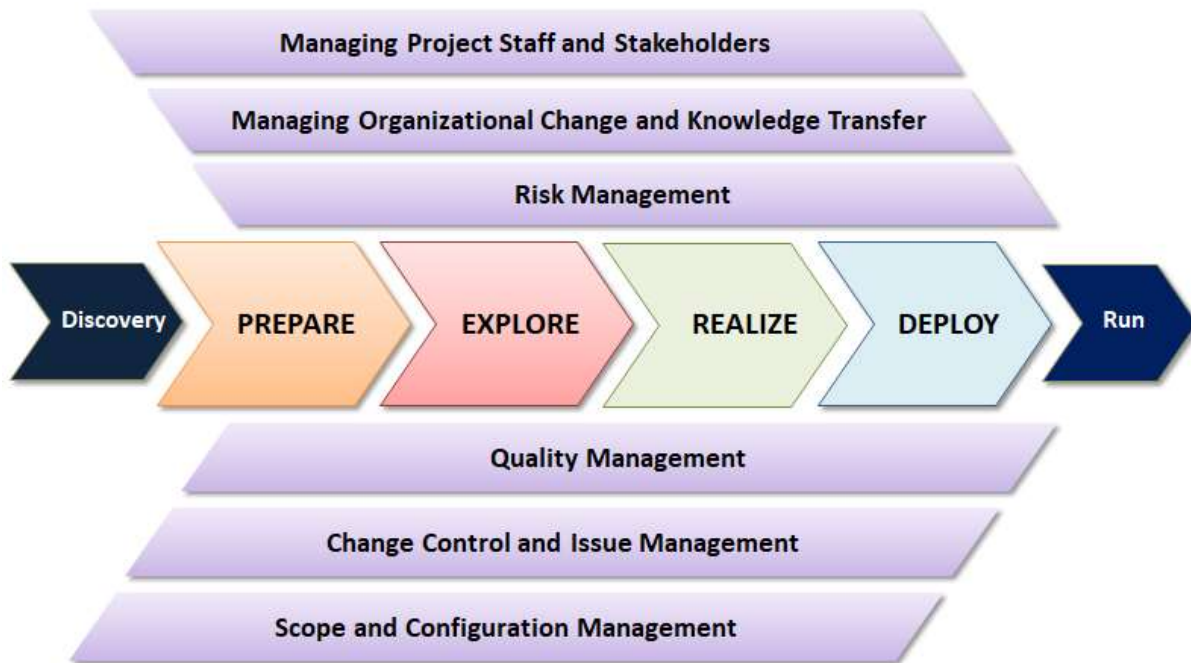 Managing Project Staff and Stakeholders
Managing Organizational Change and Knowledge Transfer
Risk Management
Discovery
PREPARE
EXPLORE
REALIZE
DEPLOY
Run
Quality Management
Change Control and Issue Management
Scope and Configuration Management